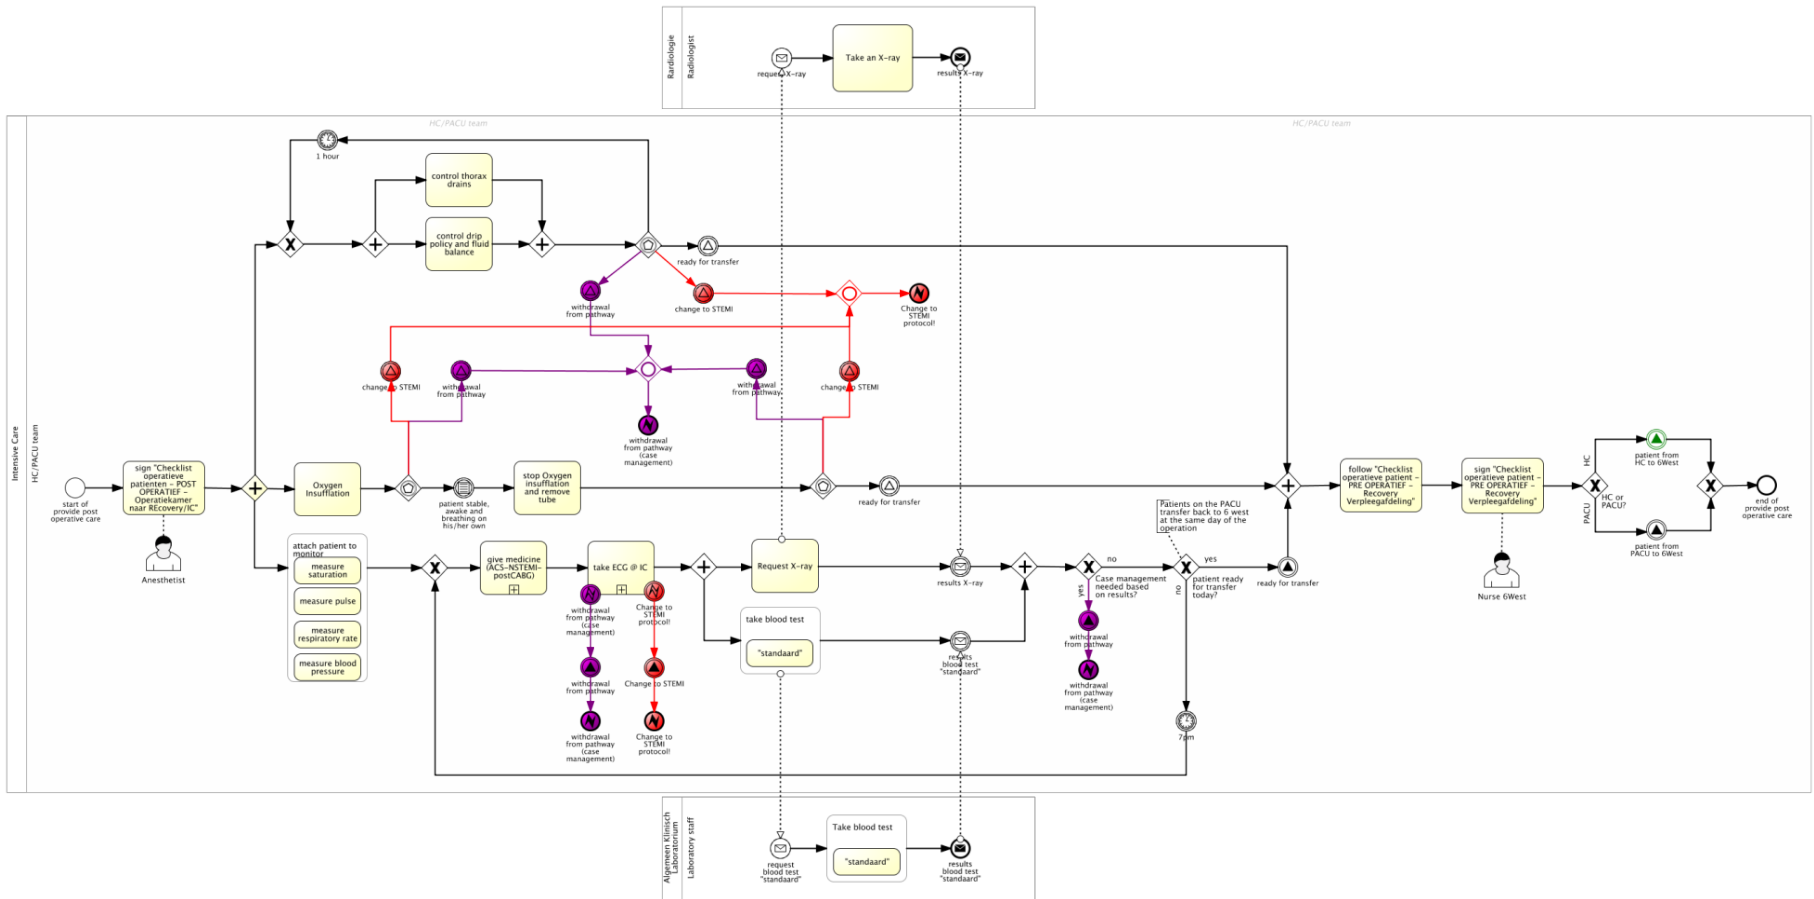 Rardiologie
Radiologist
request X-ray
Take an X-ray
results X-ray
Intensive Care
HC/PACU team
HC/PACU team
HC/PACU team
1 hour
control thorax
drains
control drip
policy and fluid
balance
ready for transfer
withdrawal
from pathway
change to STEMI
Change to
STEMI
protocol!
change to STEMI
withdrawal
from pathway
withdrawal
from pathway
change to STEMI
withdrawal
from pathway
(case
management)
start of
provide post
operative care
sign "Checklist
operatieve
patienten -
POST
OPERATIEF -
Operatiekamer
naar REcovery/IC"
Anesthetist
Oxygen
Insufflation
patient stable,
awake and
breathing on
his/her own
stop Oxygen
insufflation
and remove
tube
ready for transfer
Patients on the PACU
transfer back to 6 west
at the same day of the
operation
follow "Checklist
operatieve patient -
PRE OPERATIEF -
Recovery
Verpleegafdeling"
sign "Checklist
operatieve patient -
PRE OPERATIEF -
Recovery
Verpleegafdeling"
Nurse 6West
HC
PACU
HC or
PACU?
patient from
HC to 6West
patient from
PACU to 6West
end of
provide post
operative care
attach patient to
monitor
measure
saturation
measure pulse
measure
respiratory rate
measure blood
pressure
give medicine
(ACS-NSTEMI-
postCABG)
take ECG @ IC
withdrawal
from pathway
(case
management)
Change to
STEMI
protocol!
withdrawal
from pathway
Change to STEMI
withdrawal
from pathway
(case
management)
Change to
STEMI
protocol!
Request X-ray
results X-ray
take blood test
"standaard"
results
blood test
"standaard"
no
yes
Case management
needed based
on results?
yes
no
patient ready
for transfer
today?
ready for transfer
withdrawal
from pathway
withdrawal
from pathway
(case
management)
7pm
Algemeen Klinisch
Laboratorium
Laboratory staff
request
blood test
"standaard"
Take blood test
"standaard"
results
blood test
"standaard"